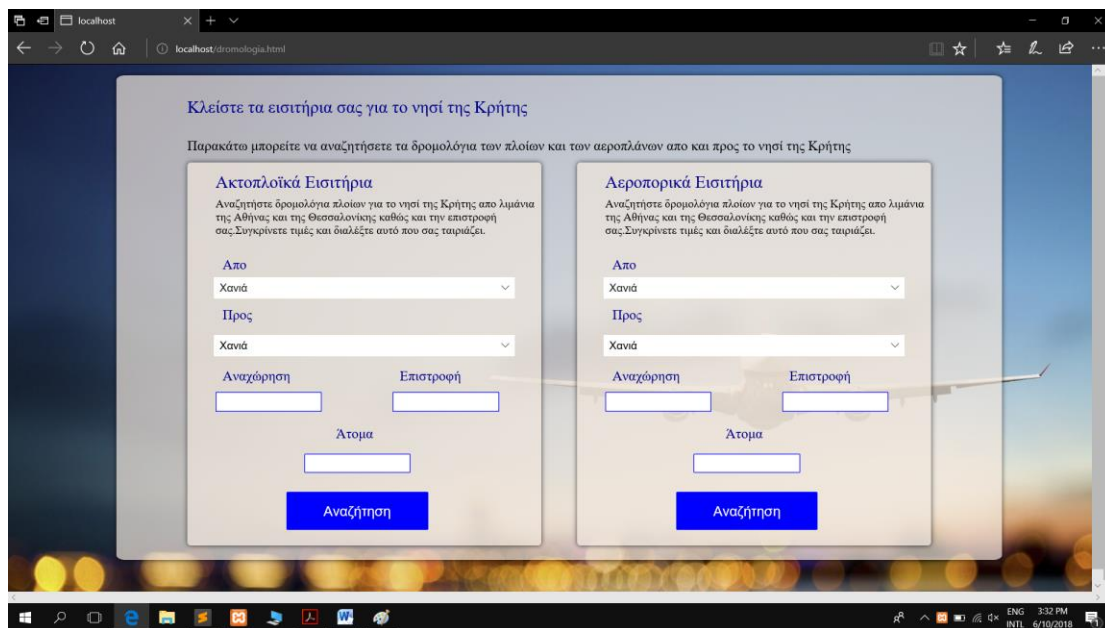 localhost
localhost/dromologia.html
Κλείστε τα εισιτήρια σας για το νησί της Κρήτης
Παρακάτω μπορείτε να αναζητήσετε τα δρομολόγια των πλοίων και των αεροπλάνων απο και προς το νησί της Κρήτης
Ακτοπλοϊκά Εισιτήρια
Αναζητήστε δρομολόγια πλοίων για το νησί της Κρήτης απο λιμάνια
της Αθήνας και της Θεσσαλονίκης καθώς και την επιστροφή
σας.Συγκρίνετε τιμές και διαλέξτε αυτό που σας ταιριάζει.
Απο
Χανιά
Προς
Χανιά
Αναχώρηση Επιστροφή
Άτομα
Αναζήτηση
Αεροπορικά Εισιτήρια
Αναζητήστε δρομολόγια πλοίων για το νησί της Κρήτης απο λιμάνια
της Αθήνας και της Θεσσαλονίκης καθώς και την επιστροφή
σας.Συγκρίνετε τιμές και διαλέξτε αυτό που σας ταιριάζει.
Απο
Χανιά
Προς
Χανιά
Αναχώρηση Επιστροφή
Άτομα
Αναζήτηση
ENG 3:32 PM
INTL 6/10/2018